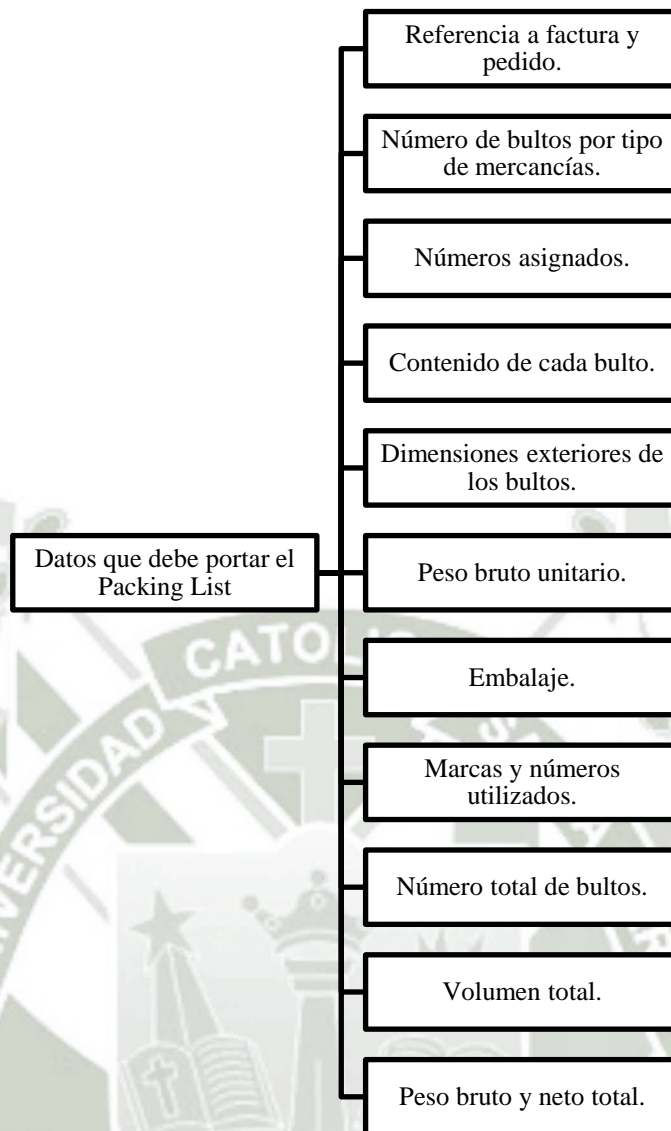 Referencia a factura y
pedido.
Número de bultos por tipo
de mercancías.
Números asignados.
Contenido de cada bulto.
Dimensiones exteriores de
los bultos.
Datos que debe portar el
Packing List
Peso bruto unitario.
Embalaje.
Marcas y números
utilizados.
Número total de bultos.
Volumen total.
Peso bruto y neto total.